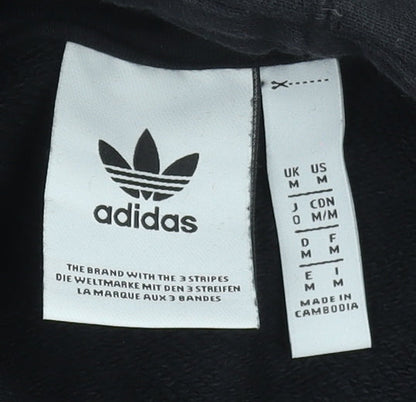 adidas
THE BRAND WITH THE 3 STRIPES
DIE WELTMARKE MIT DEN 3 STREIFEN
LA MARQUE AUX 3 BANDES
UK US
M M
J CDN
O M/M
D F
M M
E I
M M
MADE IN
CAMBODIA